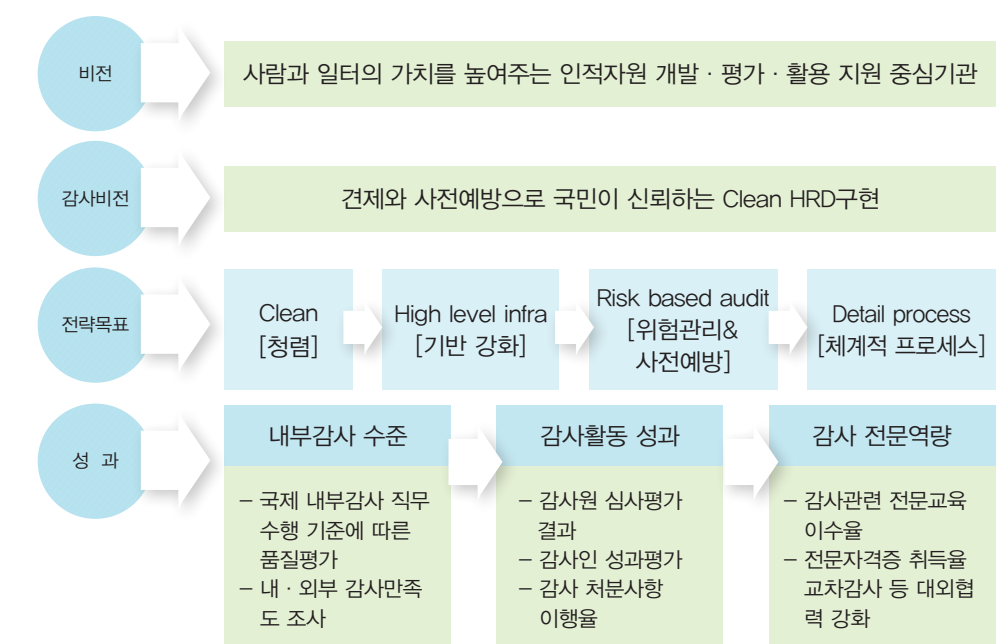 비전
사람과 일터의 가치를 높여주는 인적자원 개발 · 평가 · 활용 지원 중심기관
감사비전
견제와 사전예방으로 국민이 신뢰하는 Clean HRD구현
전략목표
Clean
[청렴]
High level infra
[기반 강화]
Risk based audit
[위험관리&
사전예방]
Detail process
[체계적 프로세스]
성 과
내부감사 수준
– 국제 내부감사 직무
수행 기준에 따른
품질평가
– 내 · 외부 감사만족
도 조사
감사활동 성과
– 감사원 심사평가
결과
– 감사인 성과평가
– 감사 처분사항
이행율
감사 전문역량
– 감사관련 전문교육
이수율
– 전문자격증 취득율
교차감사 등 대외협
력 강화